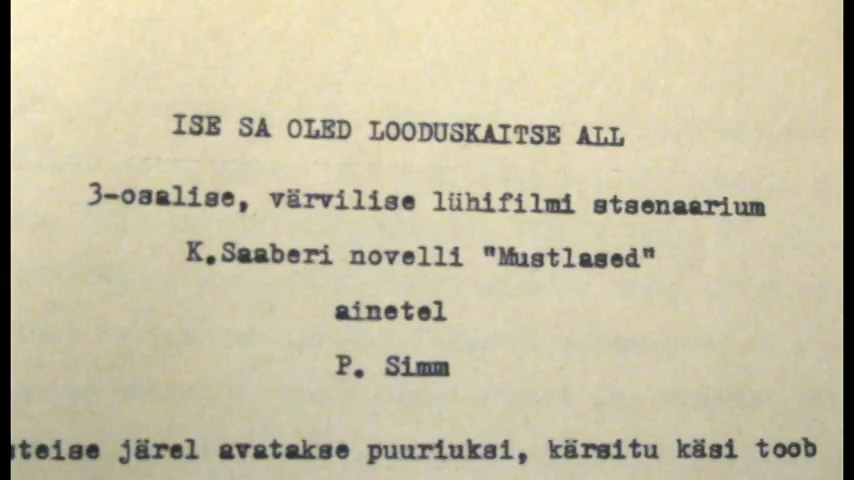 ISE SA OLED LOODUSKAITSE ALL
3-osalise, värvilise lühifilmi stsenaarium
K.Saaberi novelli "Mustlased"
ainetel
P. Simm
järel avatakse puuriuksi, kärsitu käsi toob